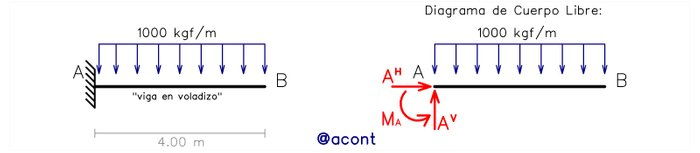 1000 kgf/m
A
B
"viga en voladizo"
4.00 m
Diagrama de Cuerpo Libre:
1000 kgf/m
A
B
Aᴴ
Mᴀ
Aⱽ
@acont